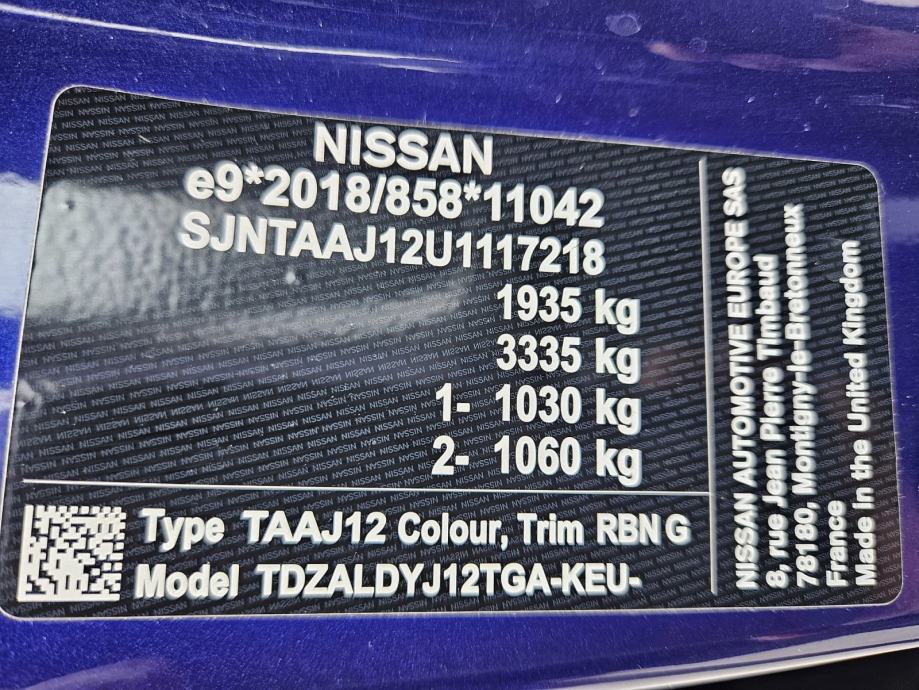 NISSAN
e9*2018/858*11042
SJNTAAJ12U1117218
1935 kg
3335 kg
1- 1030 kg
2- 1060 kg
Type TAAJ12 Colour, Trim RBN G
Model TDZALDYJ12TGA-KEU-
NISSAN AUTOMOTIVE EUROPE SAS
8, rue Jean Pierre Timbaud
78180, Montigny-le-Bretonneux
France
Made in the United Kingdom